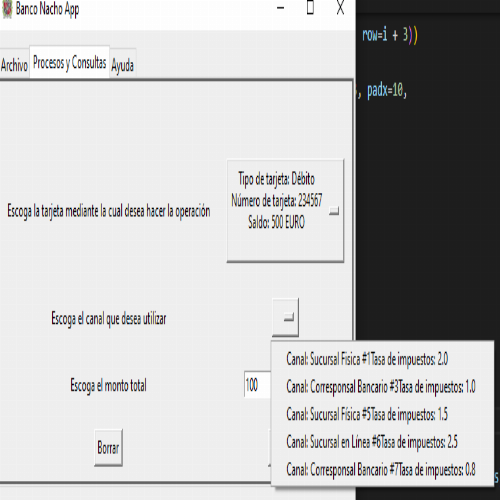 Banco Nacho App
row=i + 3))
Archivo Procesos y Consultas Ayuda
, padx=10,
Tipo de tarjeta: Débito
Número de tarjeta: 234567
Saldo: 500 EURO
Escoga la tarjeta mediante la cual desea hacer la operación
Escoga el canal que desea utilizar
Canal: Sucursal Física #1Tasa de impuestos: 2.0
Canal: Corresponsal Bancario #3Tasa de impuestos: 1.0
Canal: Sucursal Física #5Tasa de impuestos: 1.5
Canal: Sucursal en Línea #6Tasa de impuestos: 2.5
Canal: Corresponsal Bancario #7Tasa de impuestos: 0.8
Escoga el monto total
100
Borrar